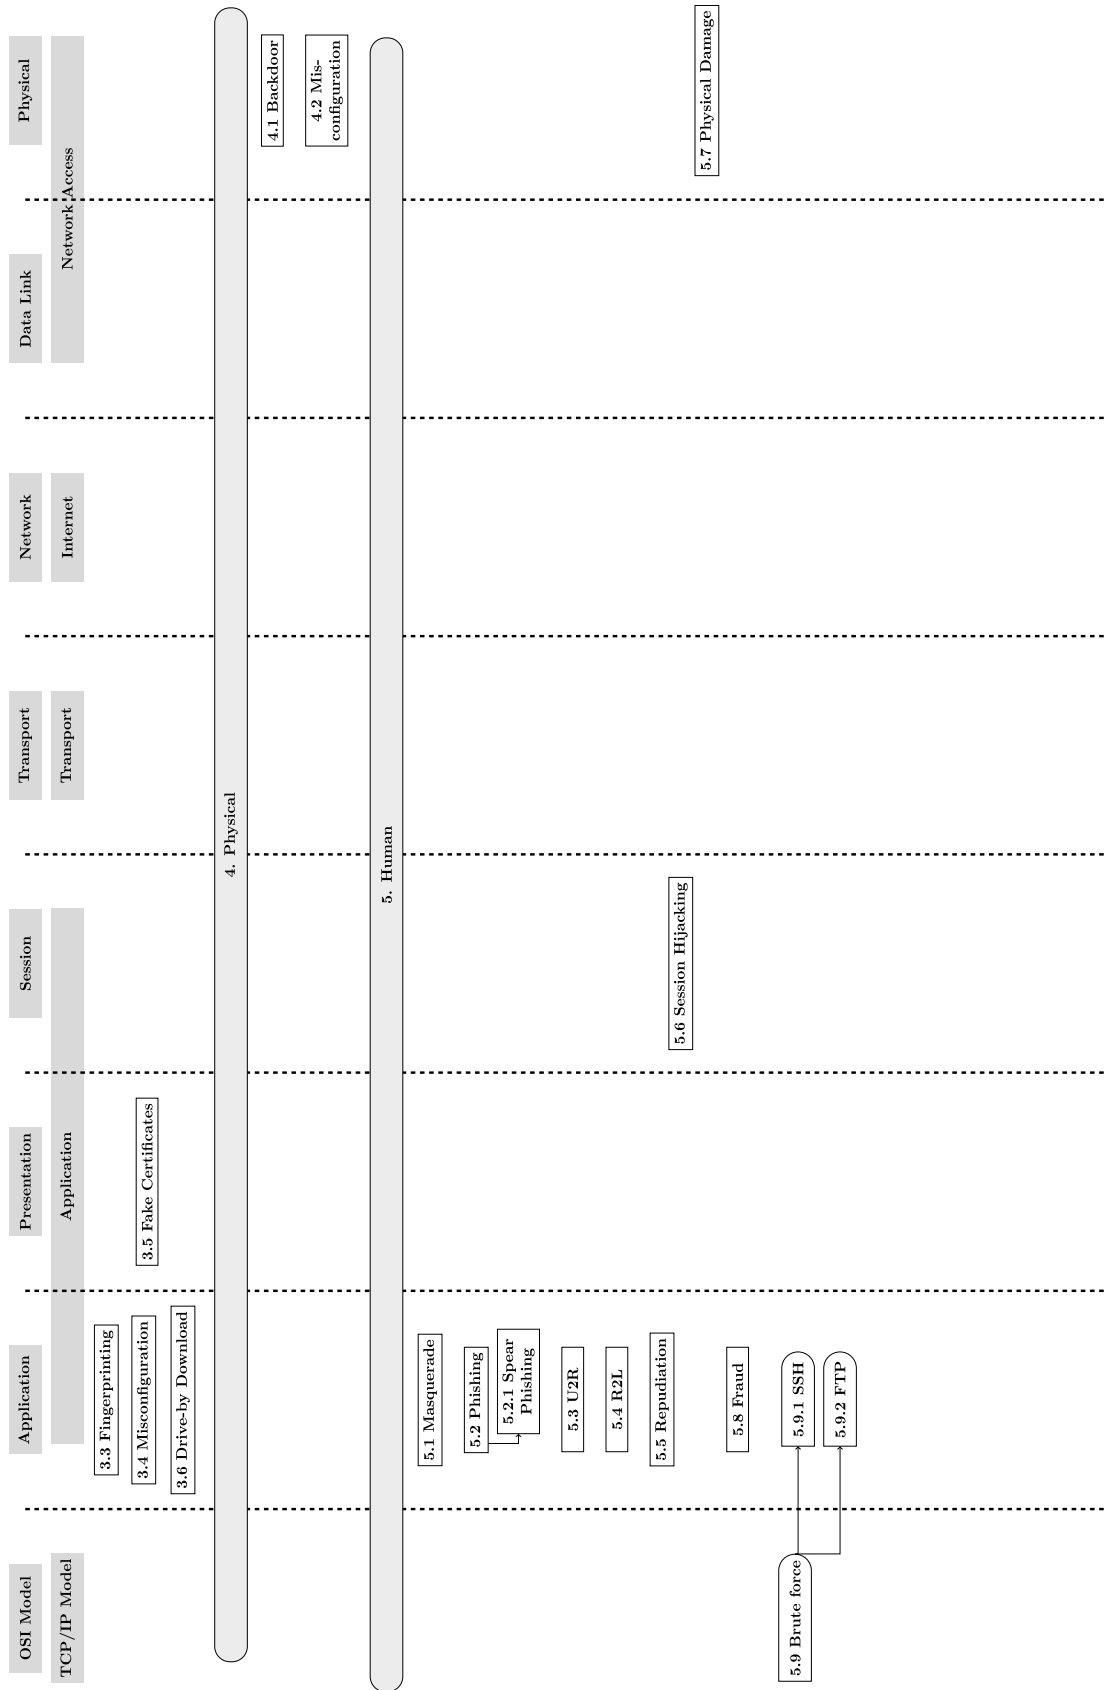 OSI Model
Application
Presentation
Session
Transport
Network
Data Link
Physical
TCP/IP Model
Application
Transport
Internet
Network Access
3.3 Fingerprinting
3.4 Misconfiguration
3.5 Fake Certificates
3.6 Drive-by Download
4. Physical
4.1 Backdoor
4.2 Mis-
configuration
5. Human
5.1 Masquerade
5.2 Phishing
5.2.1 Spear
Phishing
5.3 U2R
5.4 R2L
5.5 Repudiation
5.6 Session Hijacking
5.7 Physical Damage
5.8 Fraud
5.9 Brute force
5.9.1 SSH
5.9.2 FTP